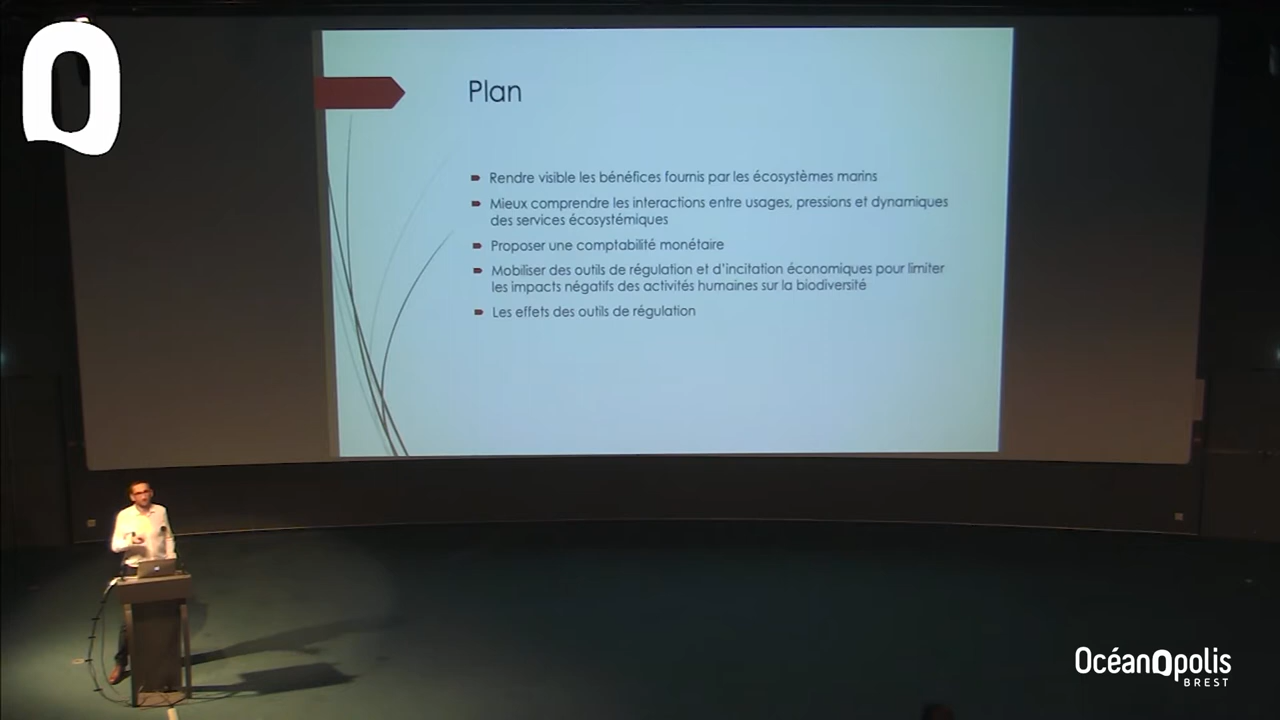 Plan
Rendre visible les bénéfices fournis par les écosystèmes marins
Mieux comprendre les interactions entre usages, pressions et dynamiques
des services écosystémiques
Proposer une comptabilité monétaire
Mobiliser des outils de régulation et d'incitation économiques pour limiter
les impacts négatifs des activités humaines sur la biodiversité
Les effets des outils de régulation
OcéanOpolis
BREST